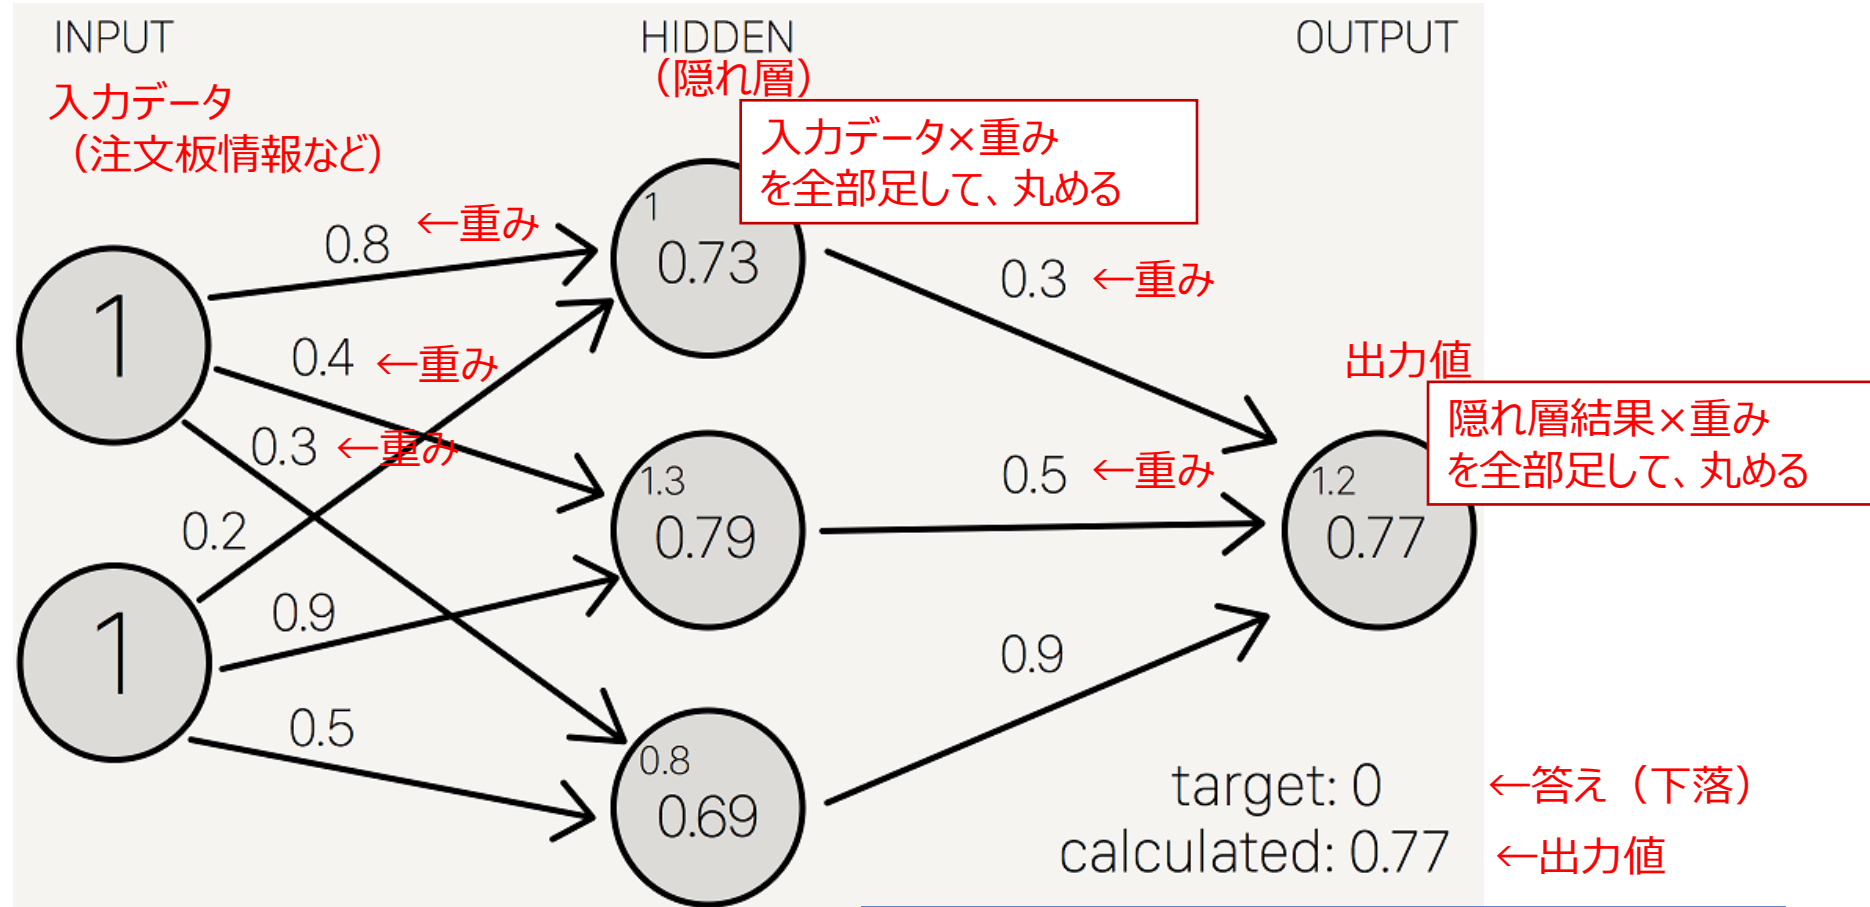 INPUT
HIDDEN
OUTPUT
入力データ
（注文板情報など）
（隠れ層）
入力データ×重み
を全部足して、丸める
0.8 ←重み
0.4 ←重み
0.3 ←重み
0.2
0.9
0.5
1
1
1
0.73
1.3
0.79
0.8
0.69
0.3 ←重み
0.5 ←重み
0.9
出力値
隠れ層結果×重み
を全部足して、丸める
1.2
0.77
target: 0 ←答え（下落）
calculated: 0.77 ←出力値